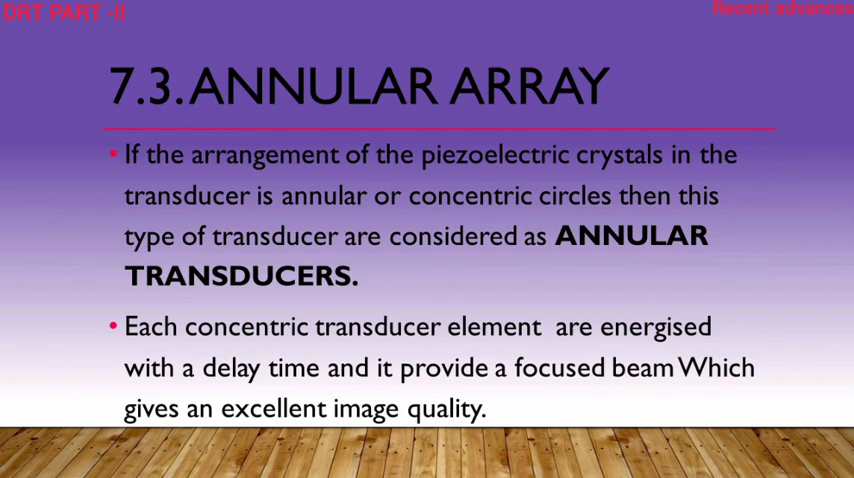 DRT PART -II
Recent advances
7.3. ANNULAR ARRAY
• If the arrangement of the piezoelectric crystals in the
transducer is annular or concentric circles then this
type of transducer are considered as ANNULAR
TRANSDUCERS.
• Each concentric transducer element are energised
with a delay time and it provide a focused beam Which
gives an excellent image quality.